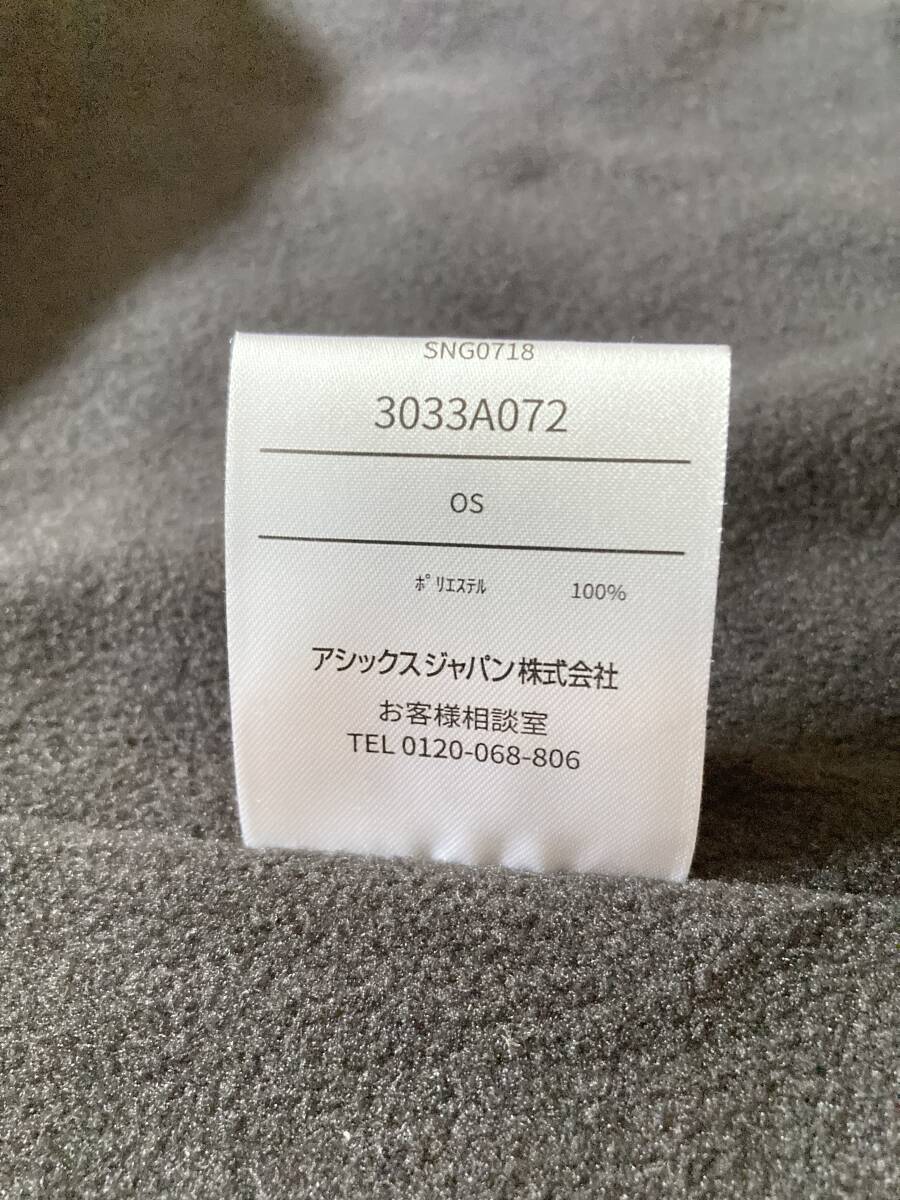 SNG0718
3033A072
OS
ﾎﾟﾘｴｽﾃﾙ 100%
アシックスジャパン株式会社
お客様相談室
TEL 0120-068-806